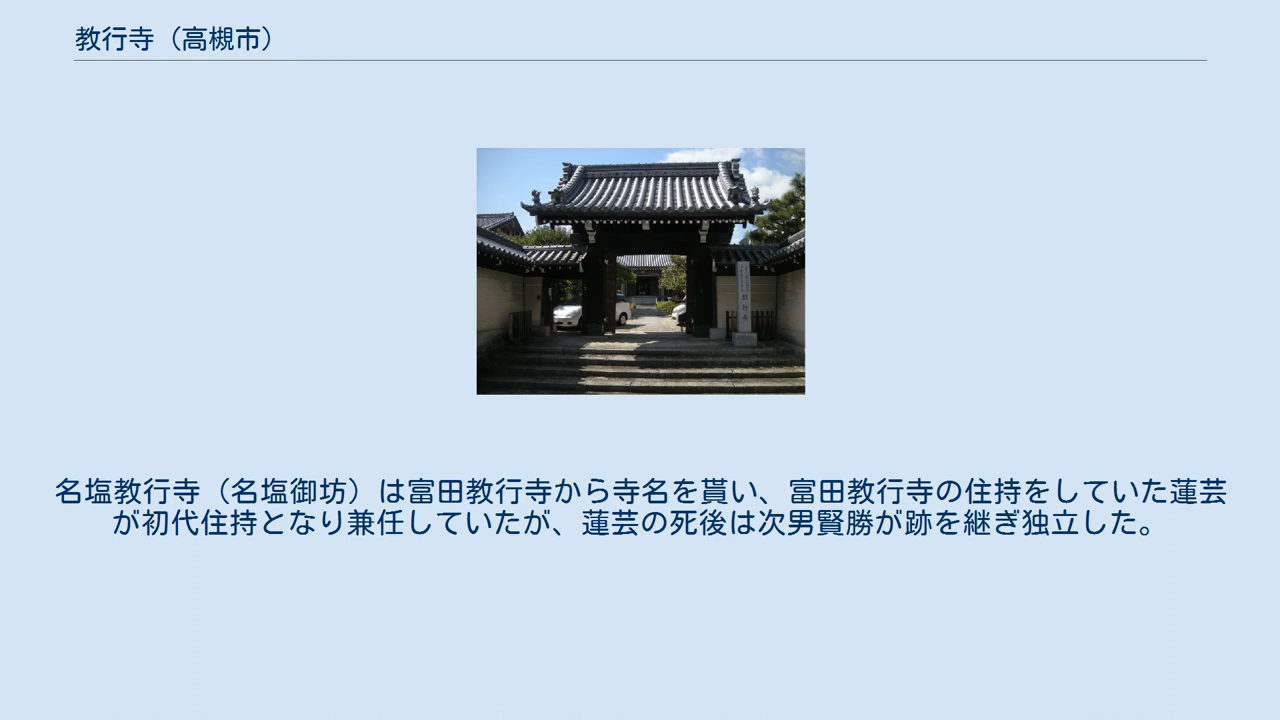 教行寺（高槻市）
教行寺
名塩教行寺（名塩御坊）は富田教行寺から寺名を貰い、富田教行寺の住持をしていた蓮芸
が初代住持となり兼任していたが、蓮芸の死後は次男賢勝が跡を継ぎ独立した。